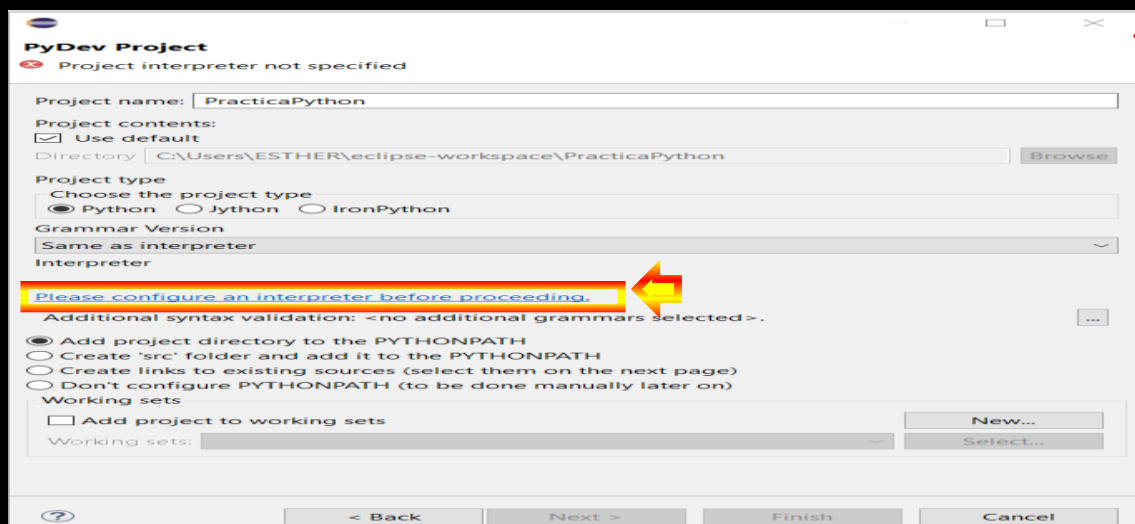 PyDev Project
Project interpreter not specified
Project name: PracticaPython
Project contents:
Use default
Directory C:\Users\ESTHER\eclipse-workspace\PracticaPython Browse
Project type
Choose the project type
Python Jython IronPython
Grammar Version
Same as interpreter
Interpreter
Please configure an interpreter before proceeding.
Additional syntax validation: <no additional grammars selected>. ...
Add project directory to the PYTHONPATH
Create 'src' folder and add it to the PYTHONPATH
Create links to existing sources (select them on the next page)
Don't configure PYTHONPATH (to be done manually later on)
Working sets
Add project to working sets New...
Working sets: Select...
? < Back Next > Finish Cancel